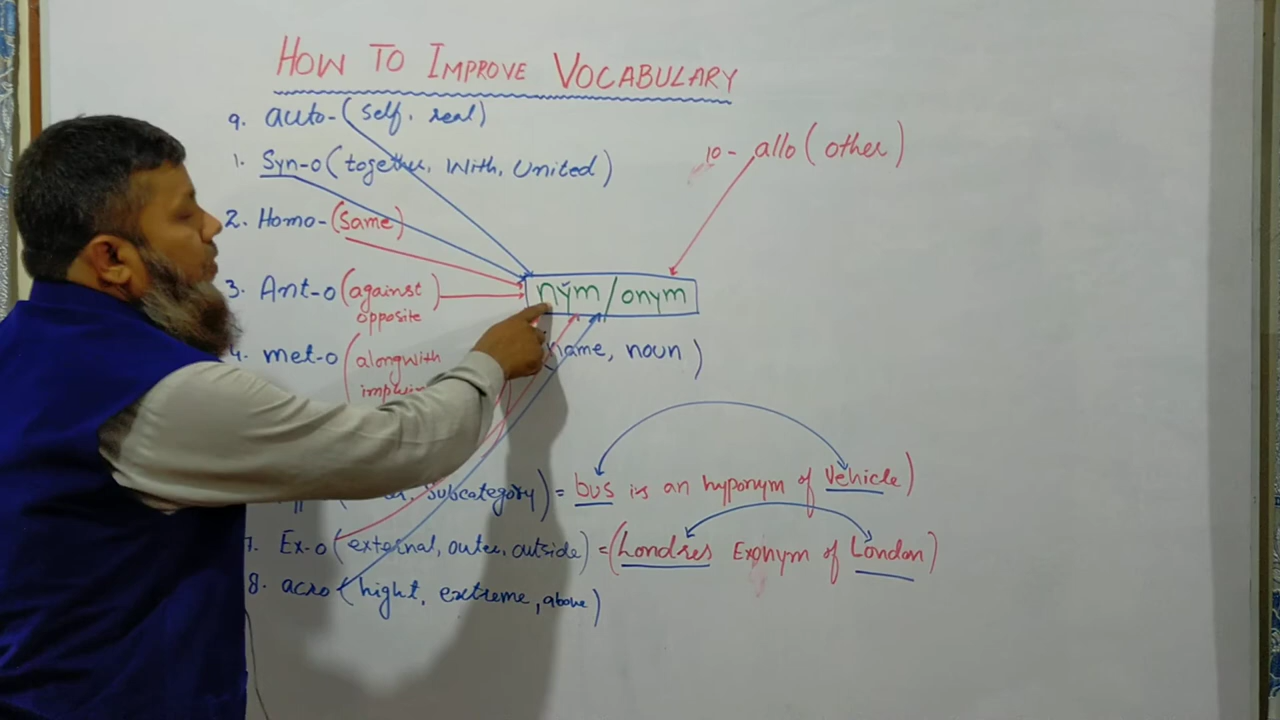 HOW TO IMPROVE VOCABULARY
9. auto- (self, real)
10- allo (other)
1. Syn-o (together, With, United)
2. Homo- (Same)
nym/onym
3. Ant-o (against
opposite)
4. met-o (alongwith
name, noun)
Subcategory) = bus is an hyponym of Vehicle)
7. Ex-o (external, outer, outside) = (Londres Exonym of London)
8. acro (hight, extreme, above)